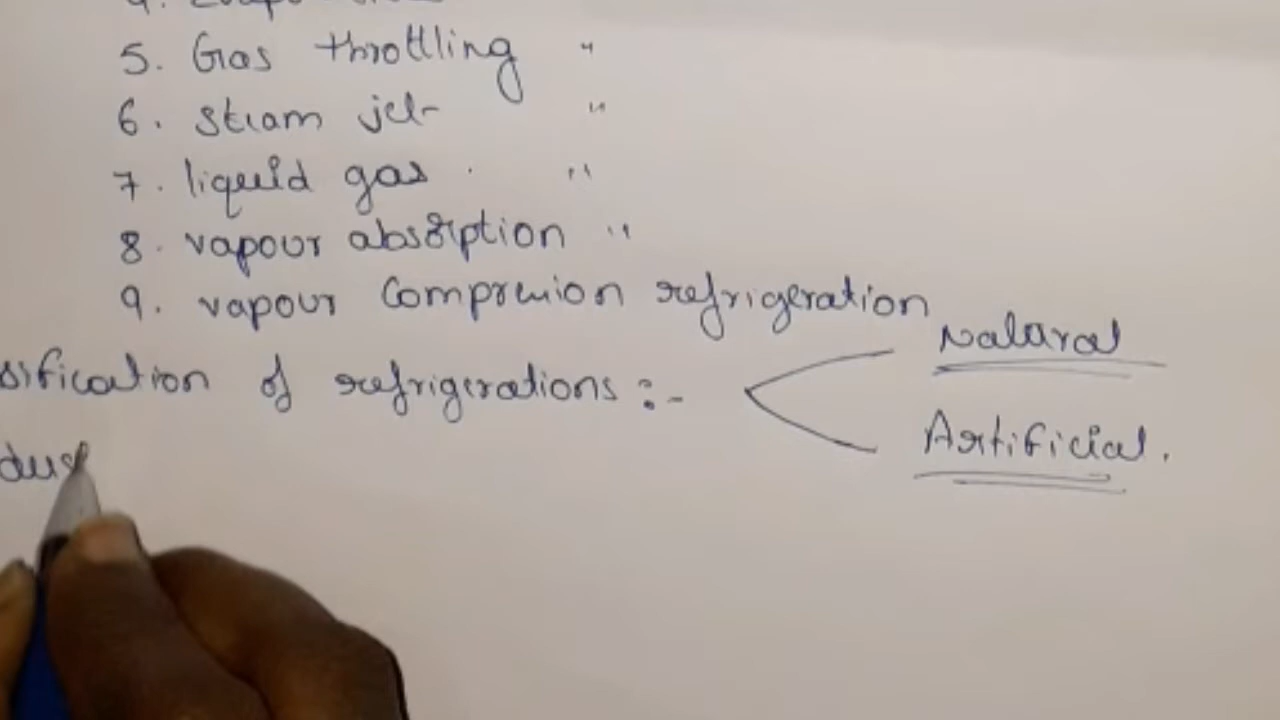 5. Gas throttling "
6. steam jet "
7. liquid gas "
8. vapour absorption "
9. vapour compression refrigeration
sification of refrigerations :-
Natural
Artificial.